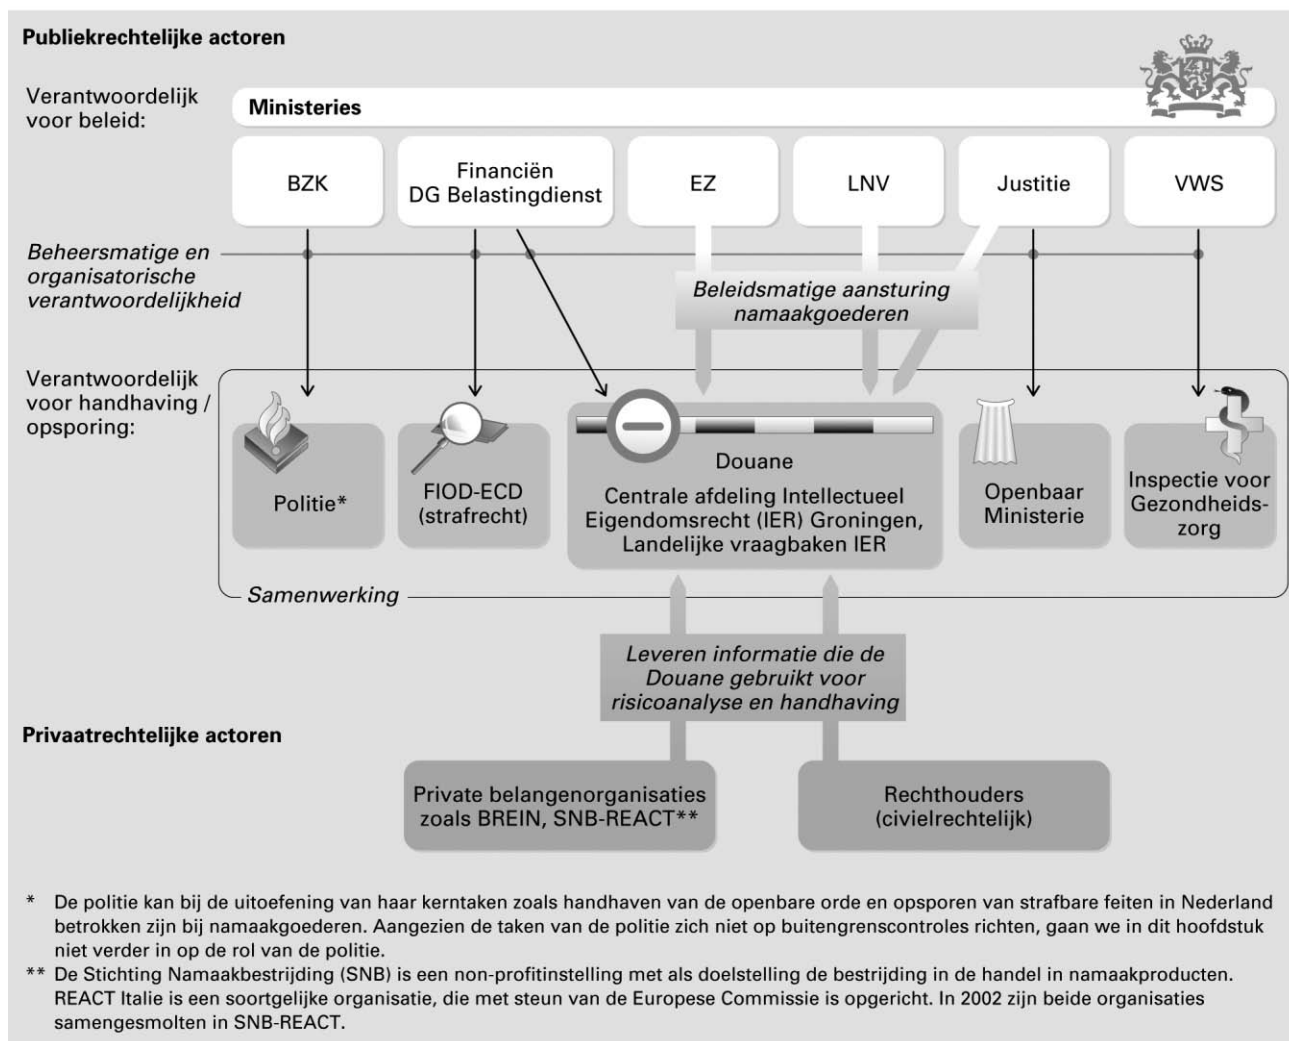 Publiekrechtelijke actoren
Verantwoordelijk
voor beleid:
Ministeries
BZK
Financiën
DG Belastingdienst
EZ
LNV
Justitie
VWS
Beheersmatige en
organisatorische
verantwoordelijkheid
Beleidsmatige aansturing
namaakgoederen
Verantwoordelijk
voor handhaving /
opsporing:
Politie*
FIOD-ECD
(strafrecht)
Douane
Centrale afdeling Intellectueel
Eigendomsrecht (IER) Groningen,
Landelijke vraagbaken IER
Openbaar
Ministerie
Inspectie voor
Gezondheids-
zorg
Samenwerking
Leveren informatie die de
Douane gebruikt voor
risicoanalyse en handhaving
Privaatrechtelijke actoren
Private belangenorganisaties
zoals BREIN, SNB-REACT**
Rechthouders
(civielrechtelijk)
* De politie kan bij de uitoefening van haar kerntaken zoals handhaven van de openbare orde en opsporen van strafbare feiten in Nederland
betrokken zijn bij namaakgoederen. Aangezien de taken van de politie zich niet op buitengrenscontroles richten, gaan we in dit hoofdstuk
niet verder in op de rol van de politie.
** De Stichting Namaakbestrijding (SNB) is een non-profitinstelling met als doelstelling de bestrijding in de handel in namaakproducten.
REACT Italie is een soortgelijke organisatie, die met steun van de Europese Commissie is opgericht. In 2002 zijn beide organisaties
samengesmolten in SNB-REACT.